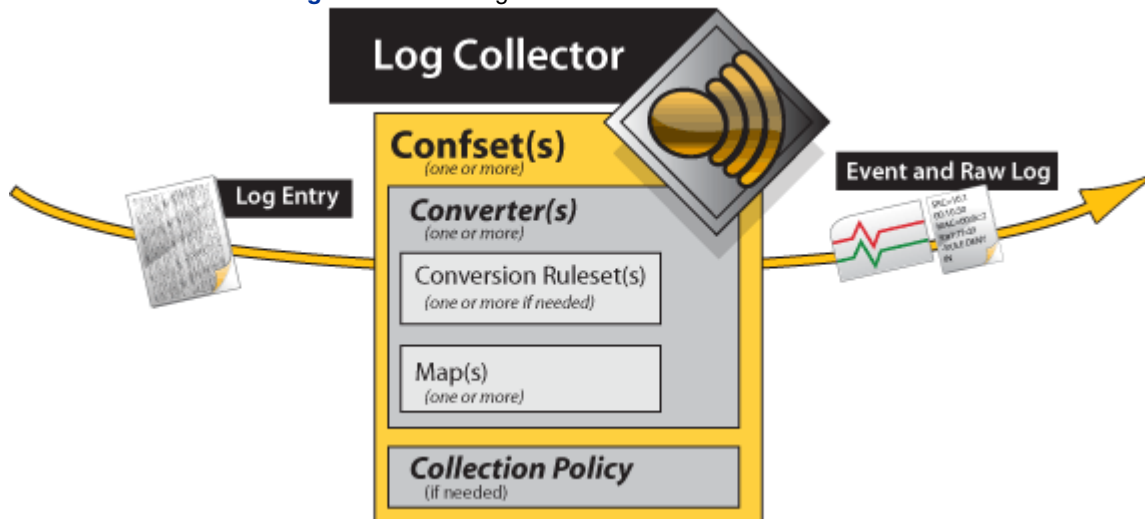 Log Collector
Confset(s)
(one or more)
Log Entry
Event and Raw Log
Converter(s)
(one or more)
Conversion Ruleset(s)
(one or more if needed)
Map(s)
(one or more)
Collection Policy
(if needed)